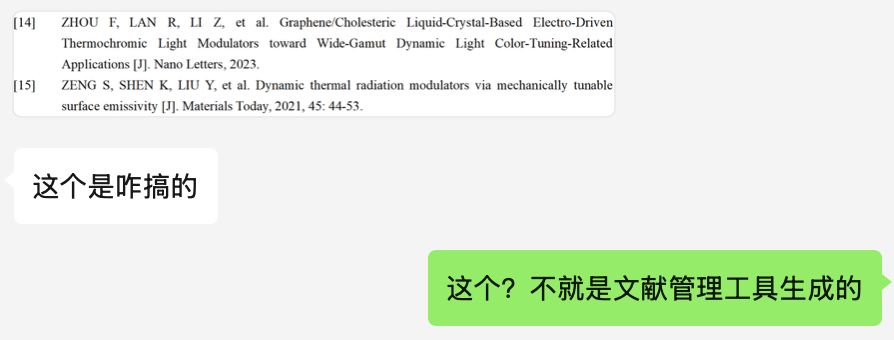 [14] ZHOU F, LAN R, LI Z, et al. Graphene/Cholesteric Liquid-Crystal-Based Electro-Driven
Thermochromic Light Modulators toward Wide-Gamut Dynamic Light Color-Tuning-Related
Applications [J]. Nano Letters, 2023.
[15] ZENG S, SHEN K, LIU Y, et al. Dynamic thermal radiation modulators via mechanically tunable
surface emissivity [J]. Materials Today, 2021, 45: 44-53.
这个是咋搞的
这个？不就是文献管理工具生成的